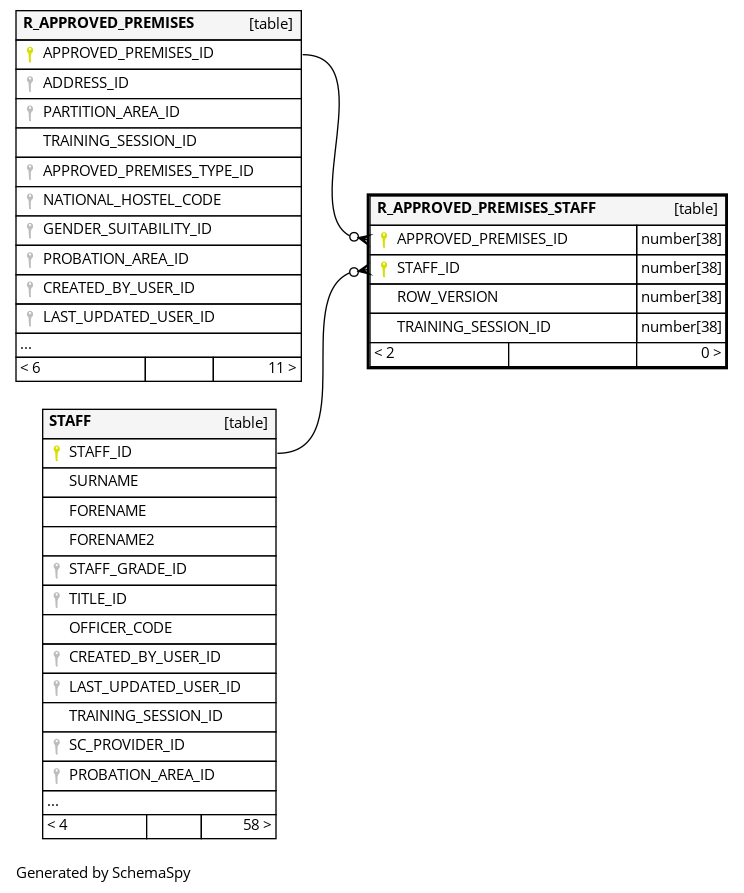 R_APPROVED_PREMISES [table]
APPROVED_PREMISES_ID
ADDRESS_ID
PARTITION_AREA_ID
TRAINING_SESSION_ID
APPROVED_PREMISES_TYPE_ID
NATIONAL_HOSTEL_CODE
GENDER_SUITABILITY_ID
PROBATION_AREA_ID
CREATED_BY_USER_ID
LAST_UPDATED_USER_ID
...
< 6 11 >
R_APPROVED_PREMISES_STAFF [table]
APPROVED_PREMISES_ID number[38]
STAFF_ID number[38]
ROW_VERSION number[38]
TRAINING_SESSION_ID number[38]
< 2 0 >
STAFF [table]
STAFF_ID
SURNAME
FORENAME
FORENAME2
STAFF_GRADE_ID
TITLE_ID
OFFICER_CODE
CREATED_BY_USER_ID
LAST_UPDATED_USER_ID
TRAINING_SESSION_ID
SC_PROVIDER_ID
PROBATION_AREA_ID
...
< 4 58 >
Generated by SchemaSpy